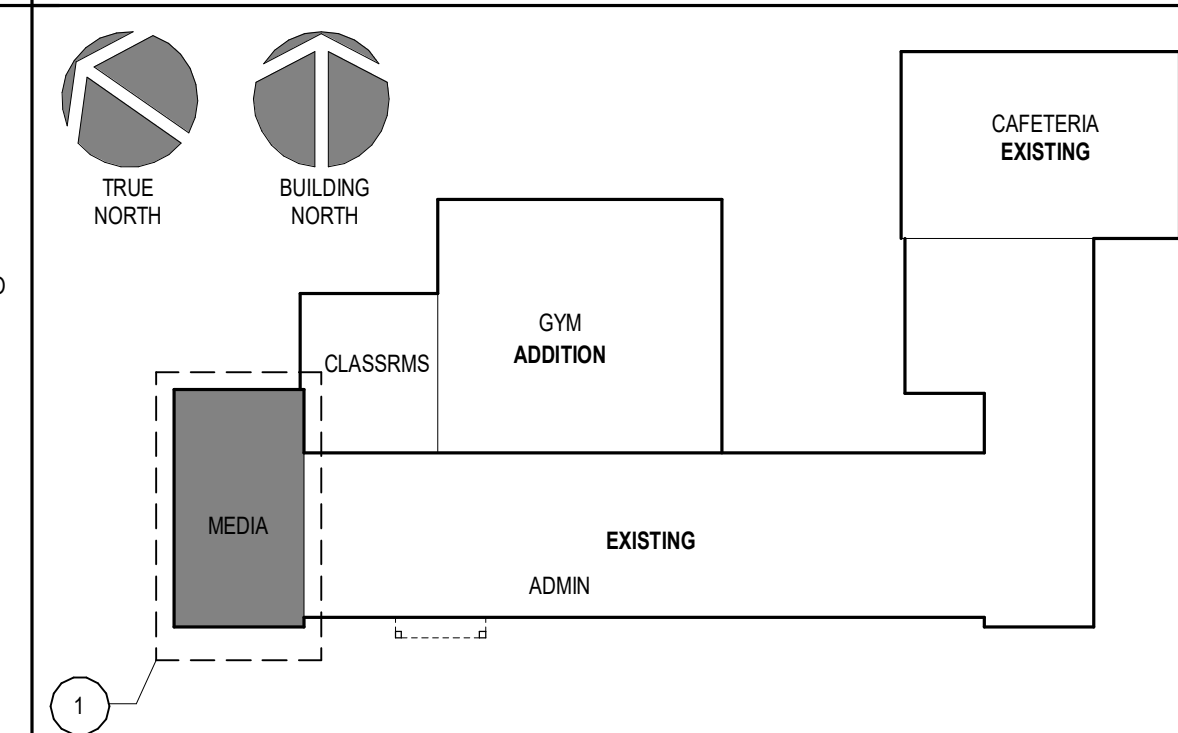 TRUE
NORTH
BUILDING
NORTH
CAFETERIA
EXISTING
GYM
ADDITION
CLASSRMS
MEDIA
EXISTING
ADMIN
1